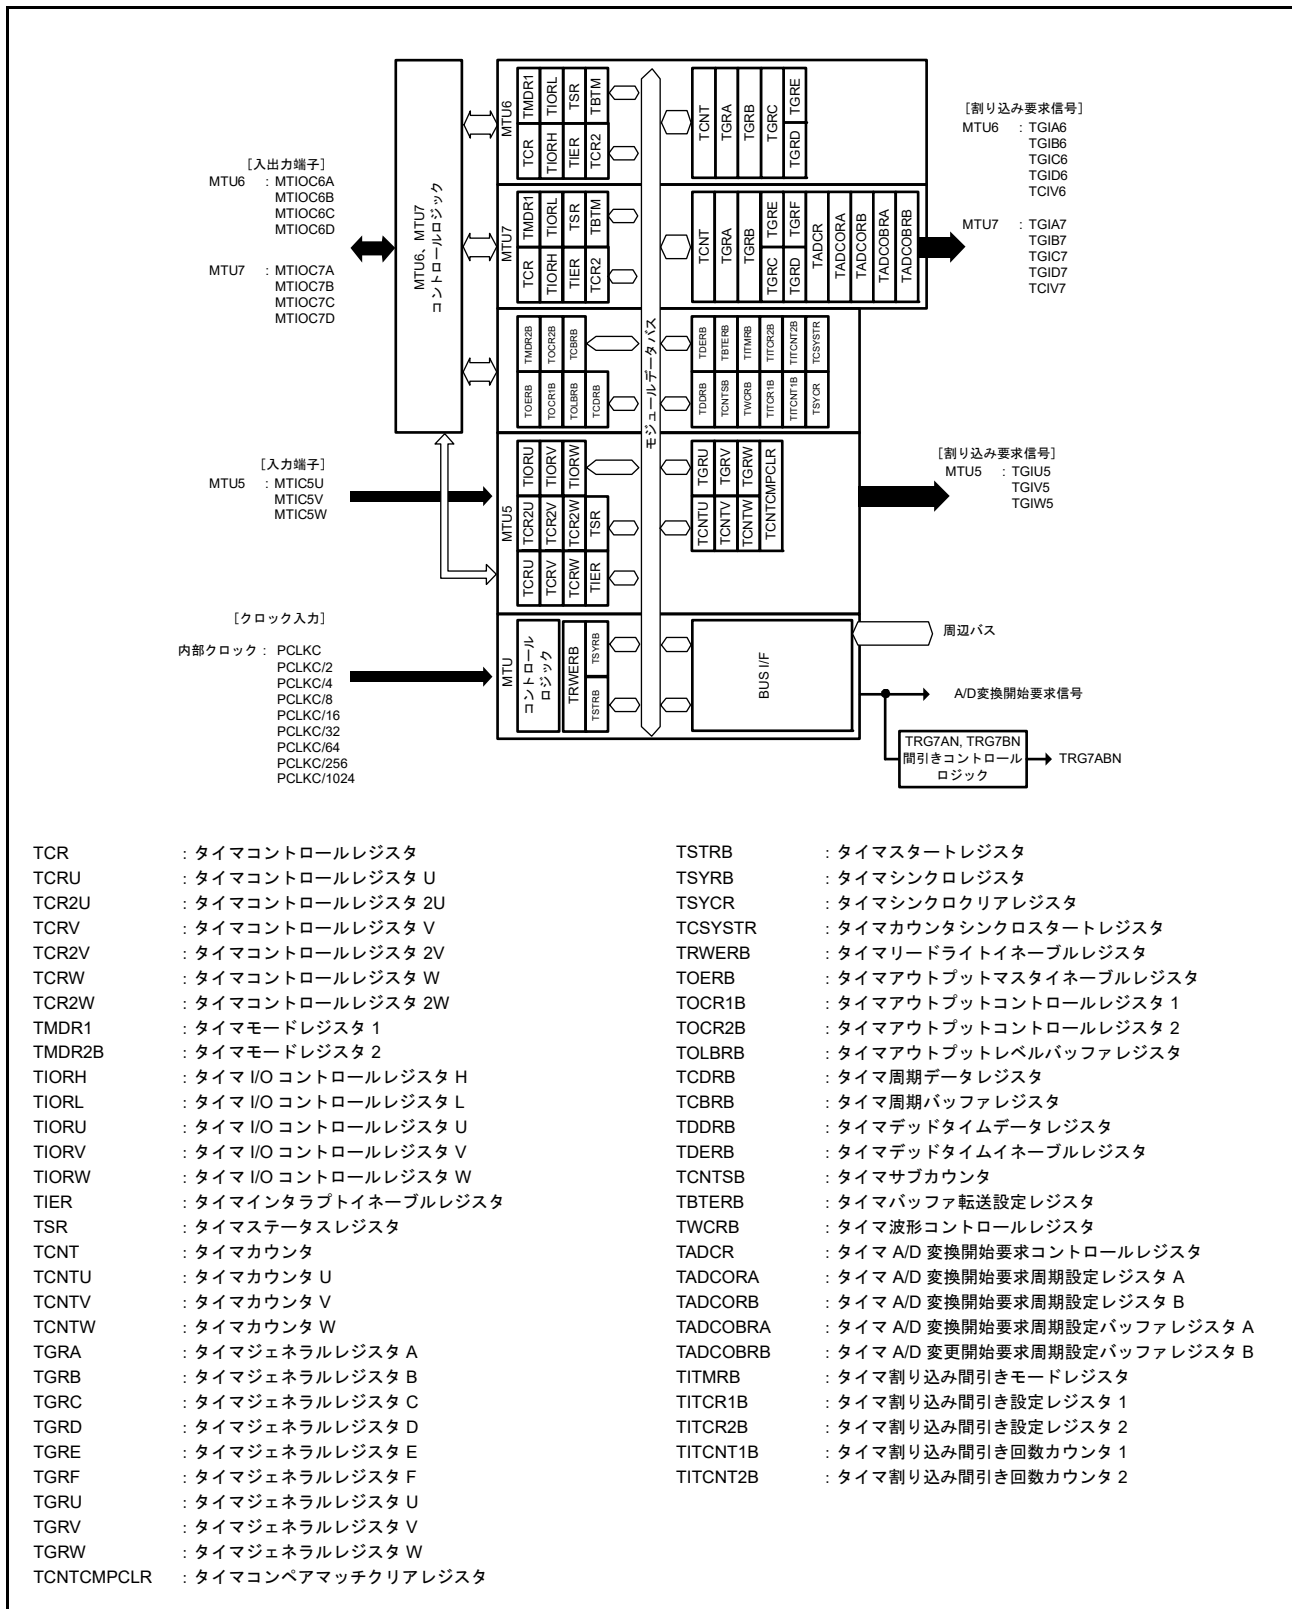 MTU6、MTU7
コントロールロジック
[入出力端子]
MTU6 : MTIOC6A
MTIOC6B
MTIOC6C
MTIOC6D
MTU7 : MTIOC7A
MTIOC7B
MTIOC7C
MTIOC7D
[入力端子]
MTU5 : MTIC5U
MTIC5V
MTIC5W
[クロック入力]
内部クロック : PCLKC
PCLKC/2
PCLKC/4
PCLKC/8
PCLKC/16
PCLKC/32
PCLKC/64
PCLKC/256
PCLKC/1024
MTU6
TMDR1
TIORL
TSR
TBTM
TCR
TIORH
TIER
TCR2
TCNT
TGRA
TGRB
TGRC
TGRE
TGRD
MTU7
TMDR1
TIORL
TSR
TBTM
TCR
TIORH
TIER
TCR2
TCNT
TGRA
TGRB
TGRE
TGRF
TGRC
TGRD
TADCR
TADCORA
TADCORB
TADCOBRA
TADCOBRB
TMDR2B
TOCR2B
TCBRB
TOERB
TOCR1B
TOLBRB
TCDRB
モジュールデータバス
TDERB
TBTERB
TITMRB
TITCR2B
TITCNT2B
TCSYSTR
TDDRB
TCNTSB
TWCRB
TITCR1B
TITCNT1B
TSYCR
MTU5
TIORU
TIORV
TIORW
TCR2U
TCR2V
TCR2W
TSR
TCRU
TCRV
TCRW
TIER
TGRU
TGRV
TGRW
TCNTU
TCNTV
TCNTW
TCNTCMPCLR
MTU
コントロール
ロジック
TRWERB
TSYRB
TSTRB
BUS I/F
[割り込み要求信号]
MTU6 : TGIA6
TGIB6
TGIC6
TGID6
TCIV6
MTU7 : TGIA7
TGIB7
TGIC7
TGID7
TCIV7
[割り込み要求信号]
MTU5 : TGIU5
TGIV5
TGIW5
周辺バス
A/D変換開始要求信号
TRG7AN, TRG7BN
間引きコントロール
ロジック
TRG7ABN
TCR : タイマコントロールレジスタ
TCRU : タイマコントロールレジスタ U
TCR2U : タイマコントロールレジスタ 2U
TCRV : タイマコントロールレジスタ V
TCR2V : タイマコントロールレジスタ 2V
TCRW : タイマコントロールレジスタ W
TCR2W : タイマコントロールレジスタ 2W
TMDR1 : タイマモードレジスタ 1
TMDR2B : タイマモードレジスタ 2
TIORH : タイマ I/O コントロールレジスタ H
TIORL : タイマ I/O コントロールレジスタ L
TIORU : タイマ I/O コントロールレジスタ U
TIORV : タイマ I/O コントロールレジスタ V
TIORW : タイマ I/O コントロールレジスタ W
TIER : タイマインタラプトイネーブルレジスタ
TSR : タイマステータスレジスタ
TCNT : タイマカウンタ
TCNTU : タイマカウンタ U
TCNTV : タイマカウンタ V
TCNTW : タイマカウンタ W
TGRA : タイマジェネラルレジスタ A
TGRB : タイマジェネラルレジスタ B
TGRC : タイマジェネラルレジスタ C
TGRD : タイマジェネラルレジスタ D
TGRE : タイマジェネラルレジスタ E
TGRF : タイマジェネラルレジスタ F
TGRU : タイマジェネラルレジスタ U
TGRV : タイマジェネラルレジスタ V
TGRW : タイマジェネラルレジスタ W
TCNTCMPCLR : タイマコンペアマッチクリアレジスタ
TSTRB : タイマスタートレジスタ
TSYRB : タイマシンクロレジスタ
TSYCR : タイマシンクロクリアレジスタ
TCSYSTR : タイマカウンタシンクロスタートレジスタ
TRWERB : タイマリードライトイネーブルレジスタ
TOERB : タイマアウトプットマスタイネーブルレジスタ
TOCR1B : タイマアウトプットコントロールレジスタ 1
TOCR2B : タイマアウトプットコントロールレジスタ 2
TOLBRB : タイマアウトプットレベルバッファレジスタ
TCDRB : タイマ周期データレジスタ
TCBRB : タイマ周期バッファレジスタ
TDDRB : タイマデッドタイムデータレジスタ
TDERB : タイマデッドタイムイネーブルレジスタ
TCNTSB : タイマサブカウンタ
TBTERB : タイマバッファ転送設定レジスタ
TWCRB : タイマ波形コントロールレジスタ
TADCR : タイマ A/D 変換開始要求コントロールレジスタ
TADCORA : タイマ A/D 変換開始要求周期設定レジスタ A
TADCORB : タイマ A/D 変換開始要求周期設定レジスタ B
TADCOBRA : タイマ A/D 変換開始要求周期設定バッファレジスタ A
TADCOBRB : タイマ A/D 変更開始要求周期設定バッファレジスタ B
TITMRB : タイマ割り込み間引きモードレジスタ
TITCR1B : タイマ割り込み間引き設定レジスタ 1
TITCR2B : タイマ割り込み間引き設定レジスタ 2
TITCNT1B : タイマ割り込み間引き回数カウンタ 1
TITCNT2B : タイマ割り込み間引き回数カウンタ 2